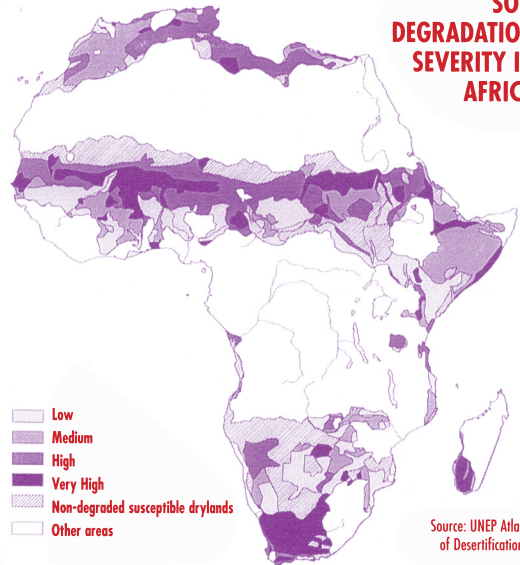 SO
DEGRADATIO
SEVERITY I
AFRIC
Low
Medium
High
Very High
Non-degraded susceptible drylands
Other areas
Source: UNEP Atla
of Desertification